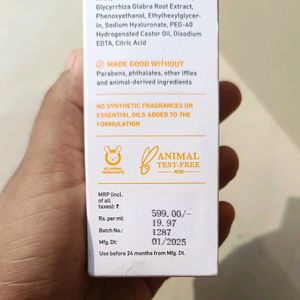 Glycyrrhiza Glabra Root Extract,
Phenoxyethanol, Ethylhexylglycer-
in, Sodium Hyaluronate, PEG-40
Hydrogenated Castor Oil, Disodium
EDTA, Citric Acid
MADE GOOD WITHOUT
Parabens, phthalates, other iffies
and animal-derived ingredients
NO SYNTHETIC FRAGRANCES OR
ESSENTIAL OILS ADDED TO THE
FORMULATION
NO ANIMAL
INGREDIENTS
ANIMAL
TEST-FREE
PETA
MRP (incl.
of all
taxes): ₹ 599.00/-
Rs. per ml: 19.97
Batch No.: 1287
Mfg. Dt: 01/2025
Use before 24 months from Mfg. Dt.